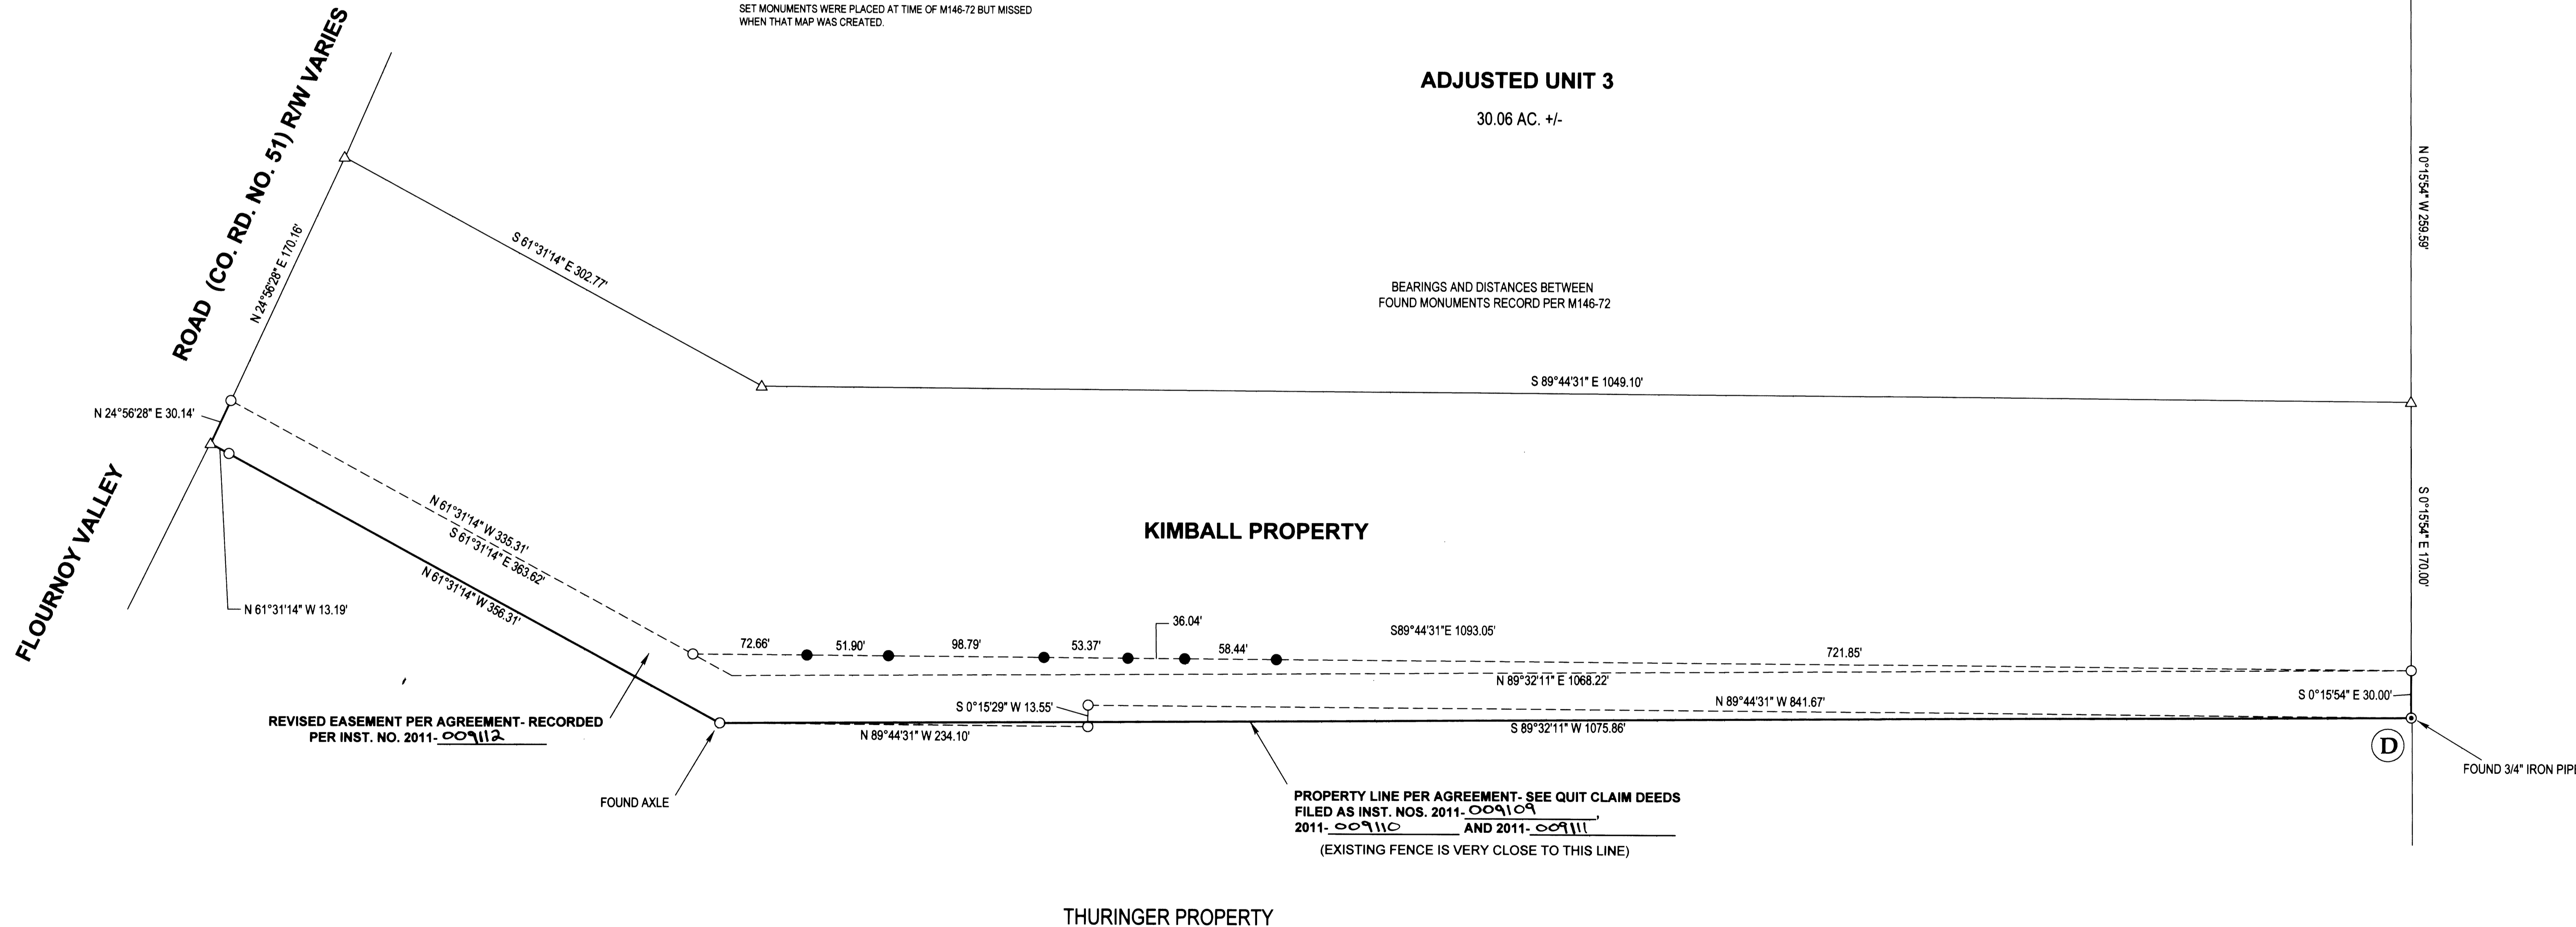 SET MONUMENTS WERE PLACED AT TIME OF M146-72 BUT MISSED
WHEN THAT MAP WAS CREATED.
ROAD (CO. RD. NO. 51) R/W VARIES
FLOURNOY VALLEY
ADJUSTED UNIT 3
30.06 AC. +/-
N 0°15'54" W 259.59'
N 24°56'28" E 170.16'
S 61°31'14" E 302.77'
BEARINGS AND DISTANCES BETWEEN
FOUND MONUMENTS RECORD PER M146-72
S 89°44'31" E 1049.10'
N 24°56'28" E 30.14'
N 61°31'14" W 335.31'
S 61°31'14" E 363.62'
N 61°31'14" W 356.31'
N 61°31'14" W 13.19'
KIMBALL PROPERTY
S 0°15'54" E 170.00'
72.66'
51.90'
98.79'
53.37'
36.04'
58.44'
S89°44'31"E 1093.05'
721.85'
N 89°32'11" E 1068.22'
S 0°15'54" E 30.00'
N 89°44'31" W 841.67'
S 0°15'29" W 13.55'
N 89°44'31" W 234.10'
S 89°32'11" W 1075.86'
REVISED EASEMENT PER AGREEMENT- RECORDED
PER INST. NO. 2011- 009112
FOUND AXLE
D
FOUND 3/4" IRON PIPE
PROPERTY LINE PER AGREEMENT- SEE QUIT CLAIM DEEDS
FILED AS INST. NOS. 2011- 009109,
2011- 009110 AND 2011- 009111
(EXISTING FENCE IS VERY CLOSE TO THIS LINE)
THURINGER PROPERTY